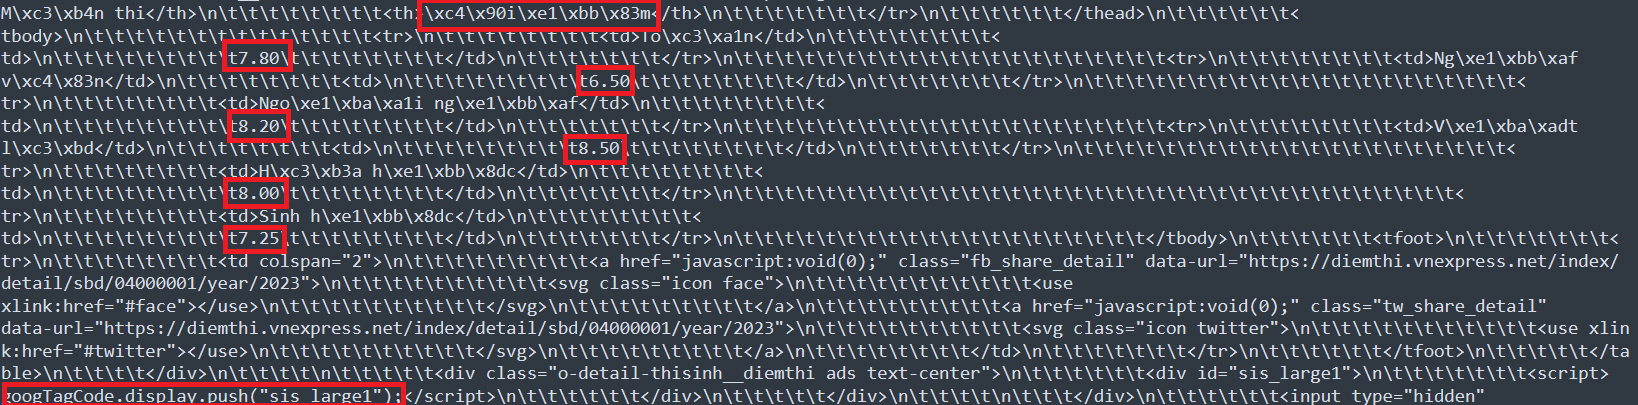 M\xc3\xb4n thi</th>\n\t\t\t\t\t\t\t\t<th>\xc4\x90i\xe1\xbb\x83m</th>\n\t\t\t\t\t\t\t</tr>\n\t\t\t\t\t\t</thead>\n\t\t\t\t\t\t<
tbody>\n\t\t\t\t\t\t\t\t\t\t\t\t\t\t<tr>\n\t\t\t\t\t\t\t\t<td>To\xc3\xa1n</td>\n\t\t\t\t\t\t\t\t<
td>\n\t\t\t\t\t\t\t\t\t7.80\t\t\t\t\t\t\t\t</td>\n\t\t\t\t\t\t\t</tr>\n\t\t\t\t\t\t\t\t\t\t\t\t\t\t\t\t\t\t\t\t<tr>\n\t\t\t\t\t\t\t\t<td>Ng\xe1\xbb\xaf
v\xc4\x83n</td>\n\t\t\t\t\t\t\t\t<td>\n\t\t\t\t\t\t\t\t\t6.50\t\t\t\t\t\t\t\t</td>\n\t\t\t\t\t\t\t</tr>\n\t\t\t\t\t\t\t\t\t\t\t\t\t\t\t\t\t\t\t\t<
tr>\n\t\t\t\t\t\t\t\t<td>Ngo\xe1\xba\xa1i ng\xe1\xbb\xaf</td>\n\t\t\t\t\t\t\t\t<
td>\n\t\t\t\t\t\t\t\t\t8.20\t\t\t\t\t\t\t\t</td>\n\t\t\t\t\t\t\t</tr>\n\t\t\t\t\t\t\t\t\t\t\t\t\t\t\t\t\t\t\t\t<tr>\n\t\t\t\t\t\t\t\t<td>V\xe1\xba\xadt
l\xc3\xbd</td>\n\t\t\t\t\t\t\t\t<td>\n\t\t\t\t\t\t\t\t\t8.50\t\t\t\t\t\t\t\t</td>\n\t\t\t\t\t\t\t</tr>\n\t\t\t\t\t\t\t\t\t\t\t\t\t\t\t\t\t\t\t\t<
tr>\n\t\t\t\t\t\t\t\t<td>H\xc3\xb3a h\xe1\xbb\x8dc</td>\n\t\t\t\t\t\t\t\t<
td>\n\t\t\t\t\t\t\t\t\t8.00\t\t\t\t\t\t\t\t</td>\n\t\t\t\t\t\t\t</tr>\n\t\t\t\t\t\t\t\t\t\t\t\t\t\t\t\t\t\t\t\t\t\t\t\t\t\t\t\t\t\t\t\t\t<
tr>\n\t\t\t\t\t\t\t\t<td>Sinh h\xe1\xbb\x8dc</td>\n\t\t\t\t\t\t\t\t<
td>\n\t\t\t\t\t\t\t\t\t7.25\t\t\t\t\t\t\t\t</td>\n\t\t\t\t\t\t\t</tr>\n\t\t\t\t\t\t\t\t\t\t\t\t\t\t\t\t\t\t\t</tbody>\n\t\t\t\t\t\t<tfoot>\n\t\t\t\t\t\t\t<
tr>\n\t\t\t\t\t\t\t\t<td colspan="2">\n\t\t\t\t\t\t\t\t\t<a href="javascript:void(0);" class="fb_share_detail" data-url="https://diemthi.vnexpress.net/index/
detail/sbd/04000001/year/2023">\n\t\t\t\t\t\t\t\t\t\t<svg class="icon face">\n\t\t\t\t\t\t\t\t\t\t\t<use
xlink:href="#face"></use>\n\t\t\t\t\t\t\t\t\t\t</svg>\n\t\t\t\t\t\t\t\t\t</a>\n\t\t\t\t\t\t\t\t\t<a href="javascript:void(0);" class="tw_share_detail"
data-url="https://diemthi.vnexpress.net/index/detail/sbd/04000001/year/2023">\n\t\t\t\t\t\t\t\t\t\t<svg class="icon twitter">\n\t\t\t\t\t\t\t\t\t\t\t<use xlin
k:href="#twitter"></use>\n\t\t\t\t\t\t\t\t\t\t</svg>\n\t\t\t\t\t\t\t\t\t</a>\n\t\t\t\t\t\t\t\t</td>\n\t\t\t\t\t\t\t</tr>\n\t\t\t\t\t\t</tfoot>\n\t\t\t\t\t</ta
ble>\n\t\t\t\t</div>\n\t\t\t\t\t\t\t\t<div class="o-detail-thisinh__diemthi ads text-center">\n\t\t\t\t\t\t<div id="sis_large1">\n\t\t\t\t\t\t\t<script>
googTagCode.display.push("sis_large1");</script>\n\t\t\t\t\t\t</div>\n\t\t\t\t\t</div>\n\t\t\t\t\t\t\t</div>\n\t\t\t\t\t\t<input type="hidden"